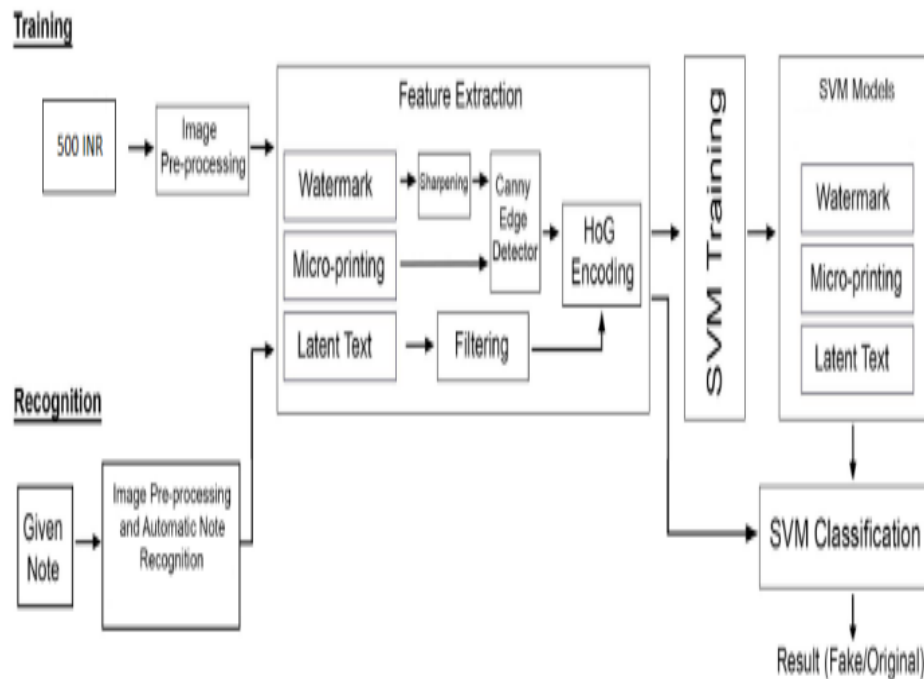 Training
500 INR
Image
Pre-processing
Feature Extraction
Watermark
Sharpening
Canny
Edge
Detector
Micro-printing
HoG
Encoding
Latent Text
Filtering
SVM Training
SVM Models
Watermark
Micro-printing
Latent Text
Recognition
Given
Note
Image Pre-processing
and Automatic Note
Recognition
SVM Classification
Result (Fake/Original)